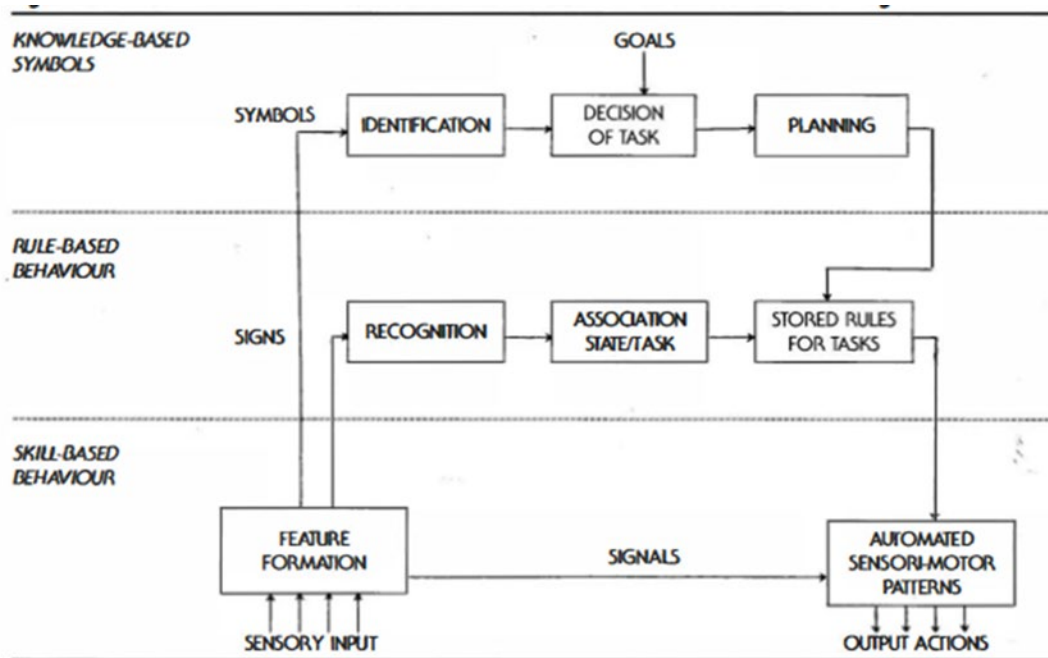 KNOWLEDGE-BASED
SYMBOLS
GOALS
SYMBOLS
IDENTIFICATION
DECISION
OF TASK
PLANNING
RULE-BASED
BEHAVIOUR
SIGNS
RECOGNITION
ASSOCIATION
STATE/TASK
STORED RULES
FOR TASKS
SKILL-BASED
BEHAVIOUR
FEATURE
FORMATION
SIGNALS
AUTOMATED
SENSORI-MOTOR
PATTERNS
SENSORY INPUT
OUTPUT ACTIONS